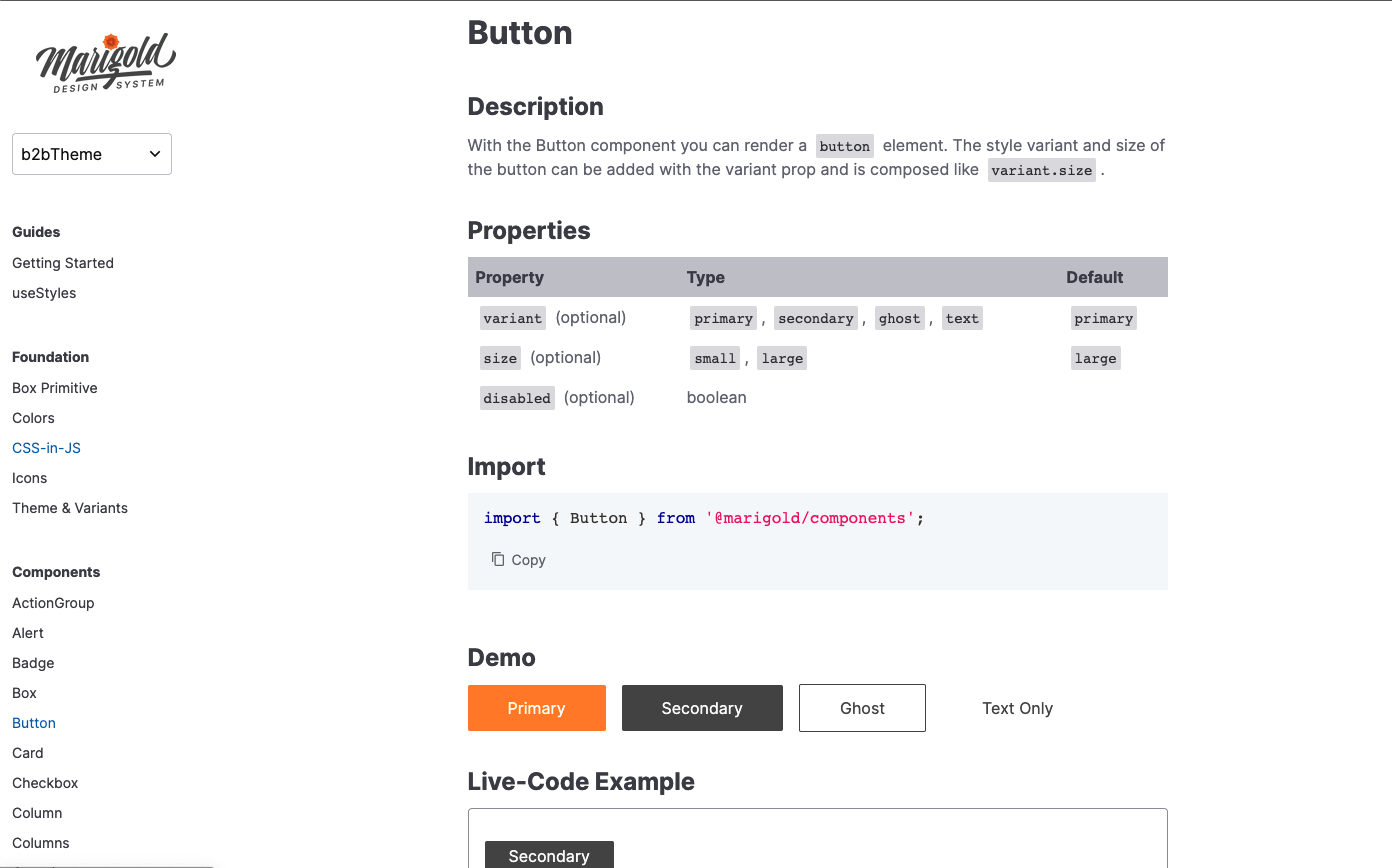 Marigold
DESIGN SYSTEM
b2bTheme
Guides
Getting Started
useStyles
Foundation
Box Primitive
Colors
CSS-in-JS
Icons
Theme & Variants
Components
ActionGroup
Alert
Badge
Box
Button
Card
Checkbox
Column
Columns
Button
Description
With the Button component you can render a button element. The style variant and size of
the button can be added with the variant prop and is composed like variant.size .
Properties
Property Type Default
variant (optional) primary , secondary , ghost , text primary
size (optional) small , large large
disabled (optional) boolean
Import
import { Button } from '@marigold/components';
Copy
Demo
Primary Secondary Ghost Text Only
Live-Code Example
Secondary